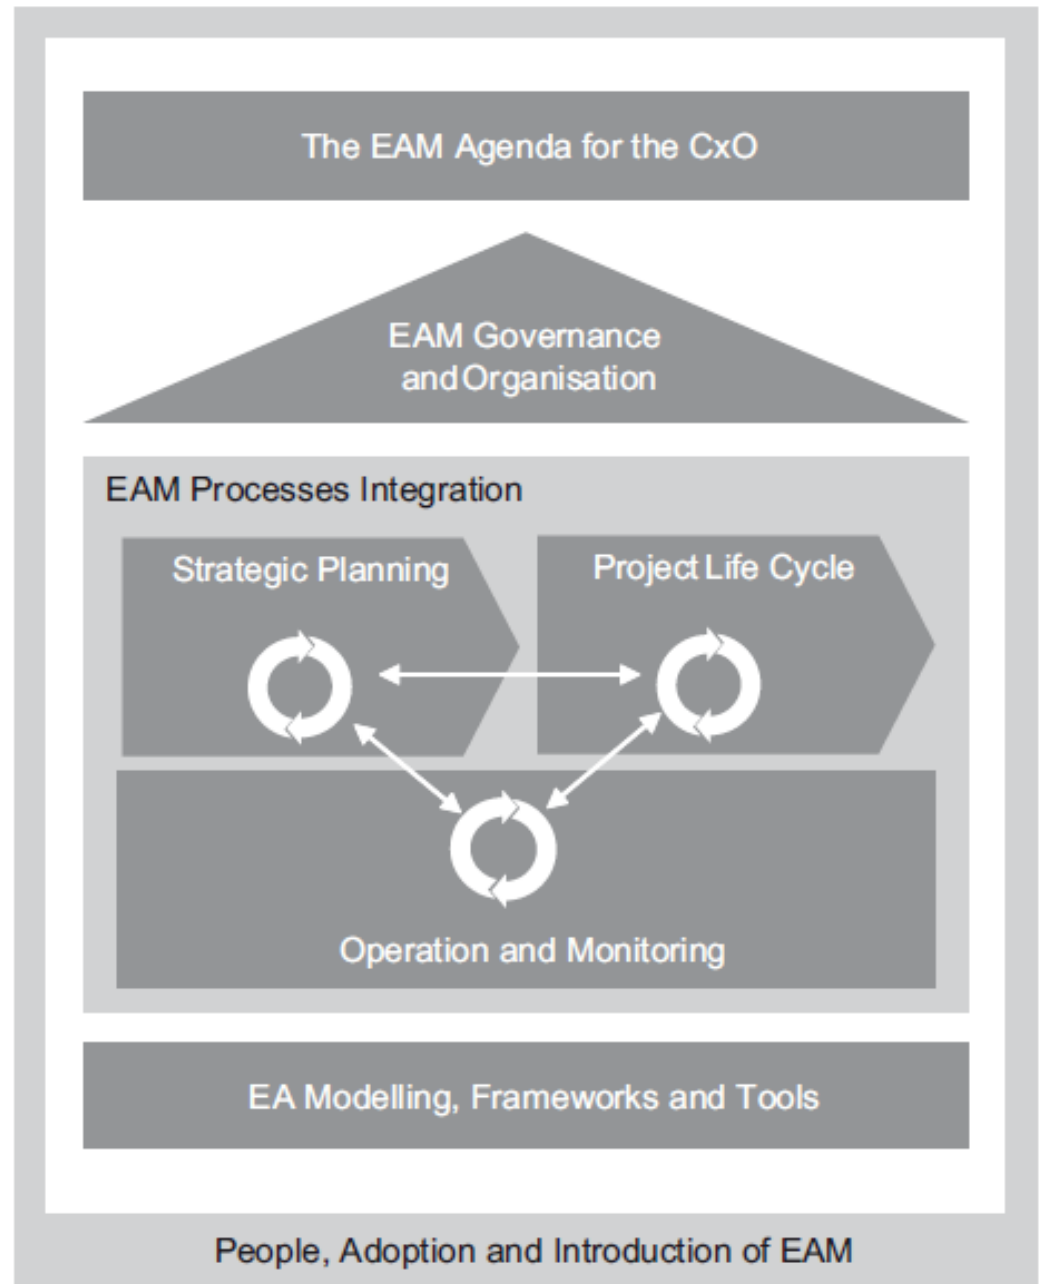 The EAM Agenda for the CxO
EAM Governance
and Organisation
EAM Processes Integration
Strategic Planning
Project Life Cycle
Operation and Monitoring
EA Modelling, Frameworks and Tools
People, Adoption and Introduction of EAM